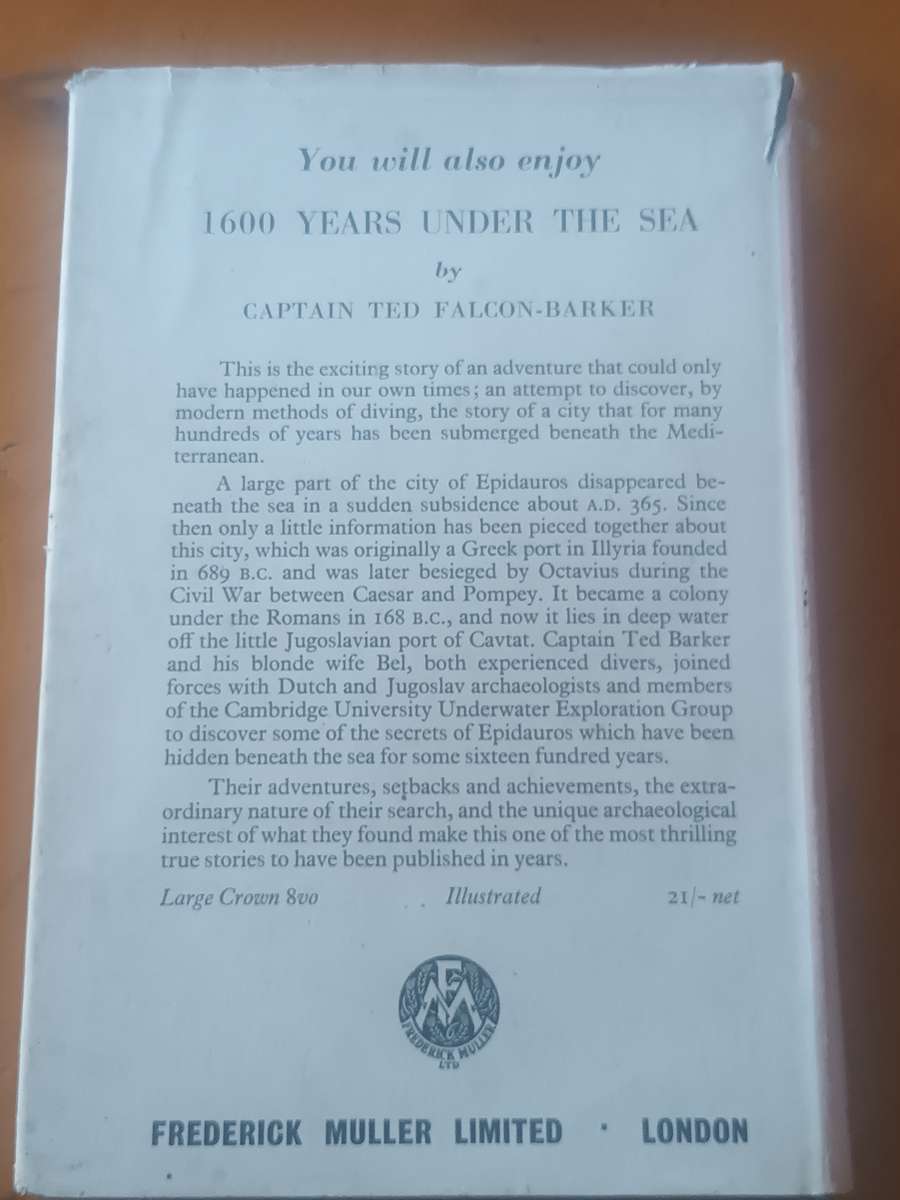 You will also enjoy
1600 YEARS UNDER THE SEA
by
CAPTAIN TED FALCON-BARKER
This is the exciting story of an adventure that could only
have happened in our own times; an attempt to discover, by
modern methods of diving, the story of a city that for many
hundreds of years has been submerged beneath the Medi-
terranean.
A large part of the city of Epidauros disappeared be-
neath the sea in a sudden subsidence about A.D. 365. Since
then only a little information has been pieced together about
this city, which was originally a Greek port in Illyria founded
in 689 B.C. and was later besieged by Octavius during the
Civil War between Caesar and Pompey. It became a colony
under the Romans in 168 B.C., and now it lies in deep water
off the little Jugoslavian port of Cavtat. Captain Ted Barker
and his blonde wife Bel, both experienced divers, joined
forces with Dutch and Jugoslav archaeologists and members
of the Cambridge University Underwater Exploration Group
to discover some of the secrets of Epidauros which have been
hidden beneath the sea for some sixteen fundred years.
Their adventures, setbacks and achievements, the extra-
ordinary nature of their search, and the unique archaeological
interest of what they found make this one of the most thrilling
true stories to have been published in years.
Large Crown 8vo Illustrated 21/- net
FM
FREDERICK MULLER
LTD
FREDERICK MULLER LIMITED · LONDON